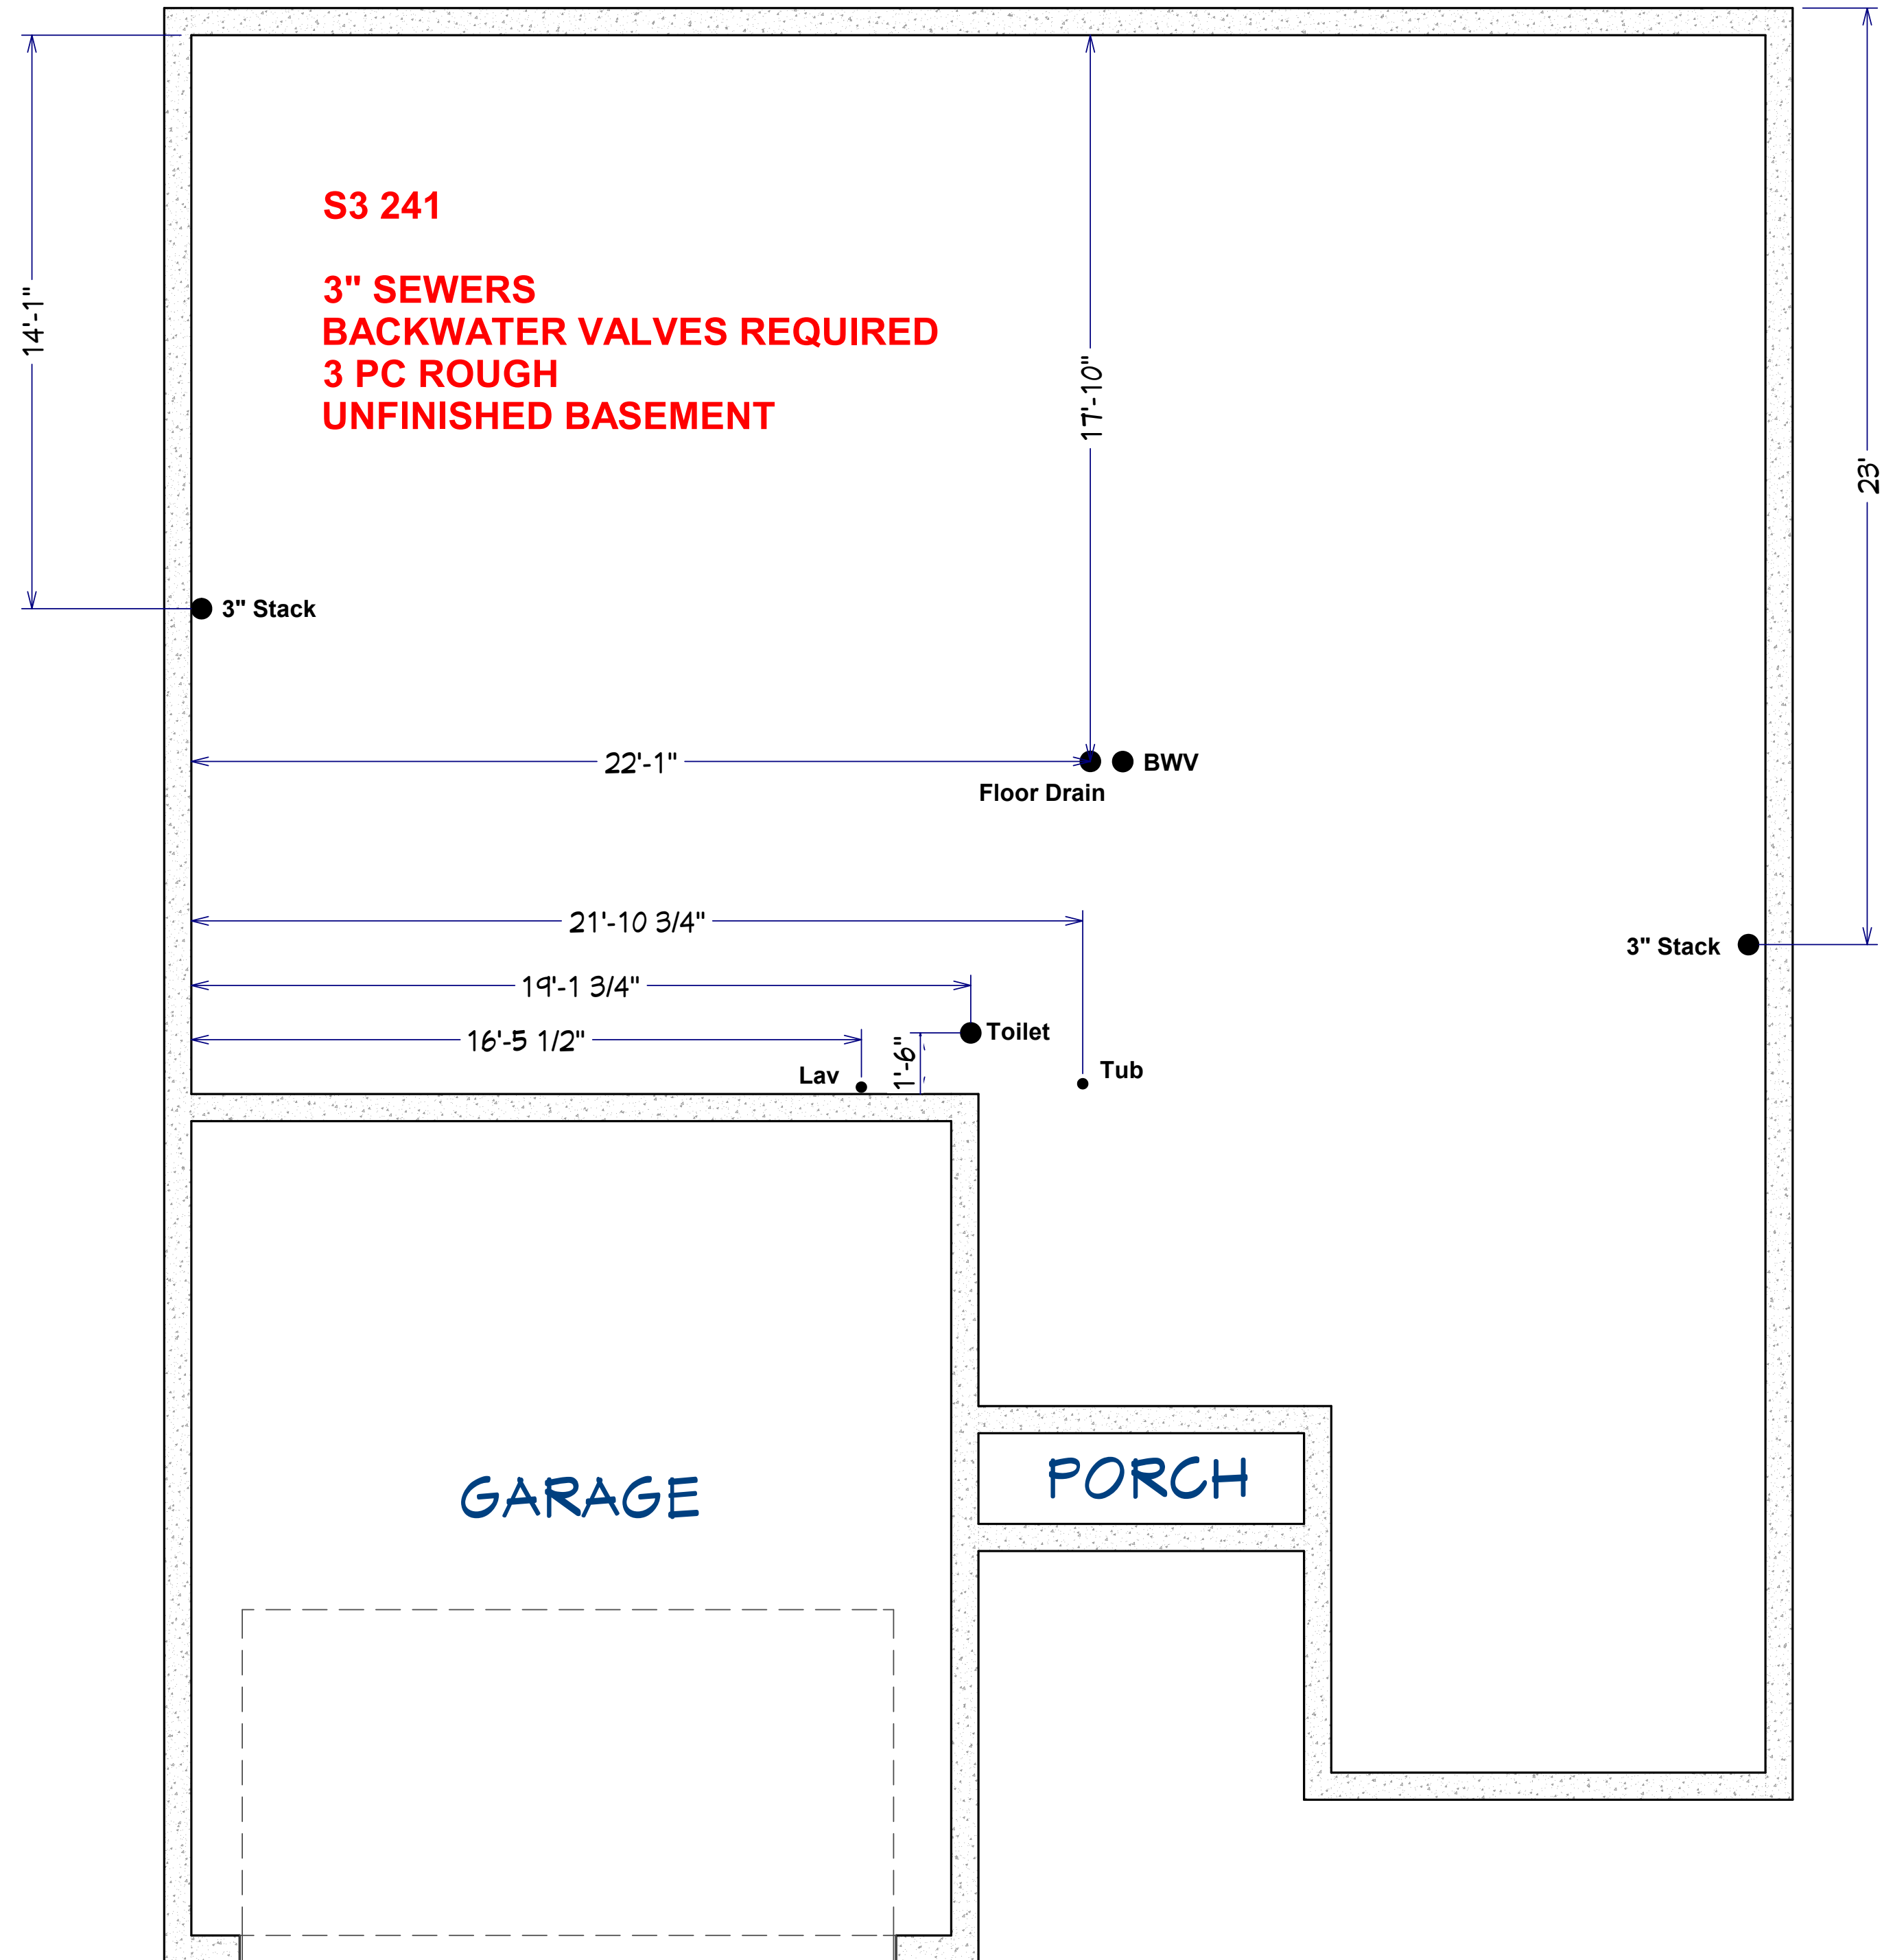 S3 241
3" SEWERS
BACKWATER VALVES REQUIRED
3 PC ROUGH
UNFINISHED BASEMENT
14'-1"
17'-10"
23'
3" Stack
22'-1"
BWV
Floor Drain
21'-10 3/4"
3" Stack
19'-1 3/4"
16'-5 1/2"
1'-6"
Toilet
Lav
Tub
GARAGE
PORCH